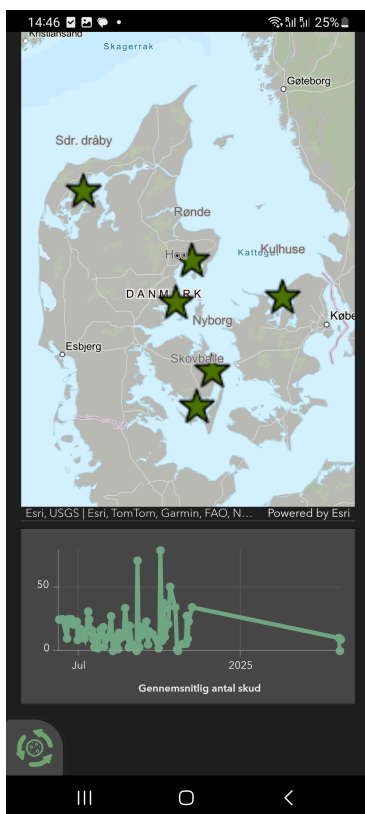 14:46
25%
Kristiansand
Skagerrak
Göteborg
Sdr. dråby
Rønde
Kattegat
Kulhuse
DANMARK
Købe
Nyborg
Esbjerg
Skovballe
Esri, USGS | Esri, TomTom, Garmin, FAO, N... Powered by Esri
50
0
Jul
2025
Gennemsnitlig antal skud